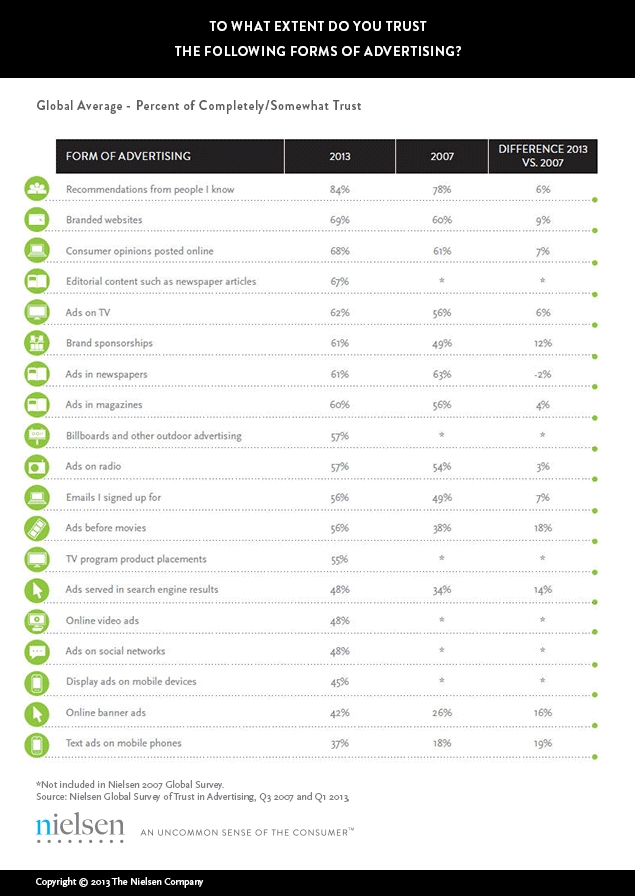 TO WHAT EXTENT DO YOU TRUST
THE FOLLOWING FORMS OF ADVERTISING?
Global Average - Percent of Completely/Somewhat Trust
FORM OF ADVERTISING 2013 2007 DIFFERENCE 2013 VS. 2007
Recommendations from people I know 84% 78% 6%
Branded websites 69% 60% 9%
Consumer opinions posted online 68% 61% 7%
Editorial content such as newspaper articles 67% * *
Ads on TV 62% 56% 6%
Brand sponsorships 61% 49% 12%
Ads in newspapers 61% 63% -2%
Ads in magazines 60% 56% 4%
Billboards and other outdoor advertising 57% * *
Ads on radio 57% 54% 3%
Emails I signed up for 56% 49% 7%
Ads before movies 56% 38% 18%
TV program product placements 55% * *
Ads served in search engine results 48% 34% 14%
Online video ads 48% * *
Ads on social networks 48% * *
Display ads on mobile devices 45% * *
Online banner ads 42% 26% 16%
Text ads on mobile phones 37% 18% 19%
*Not included in Nielsen 2007 Global Survey.
Source: Nielsen Global Survey of Trust in Advertising, Q3 2007 and Q1 2013,
nielsen AN UNCOMMON SENSE OF THE CONSUMER™
Copyright © 2013 The Nielsen Company